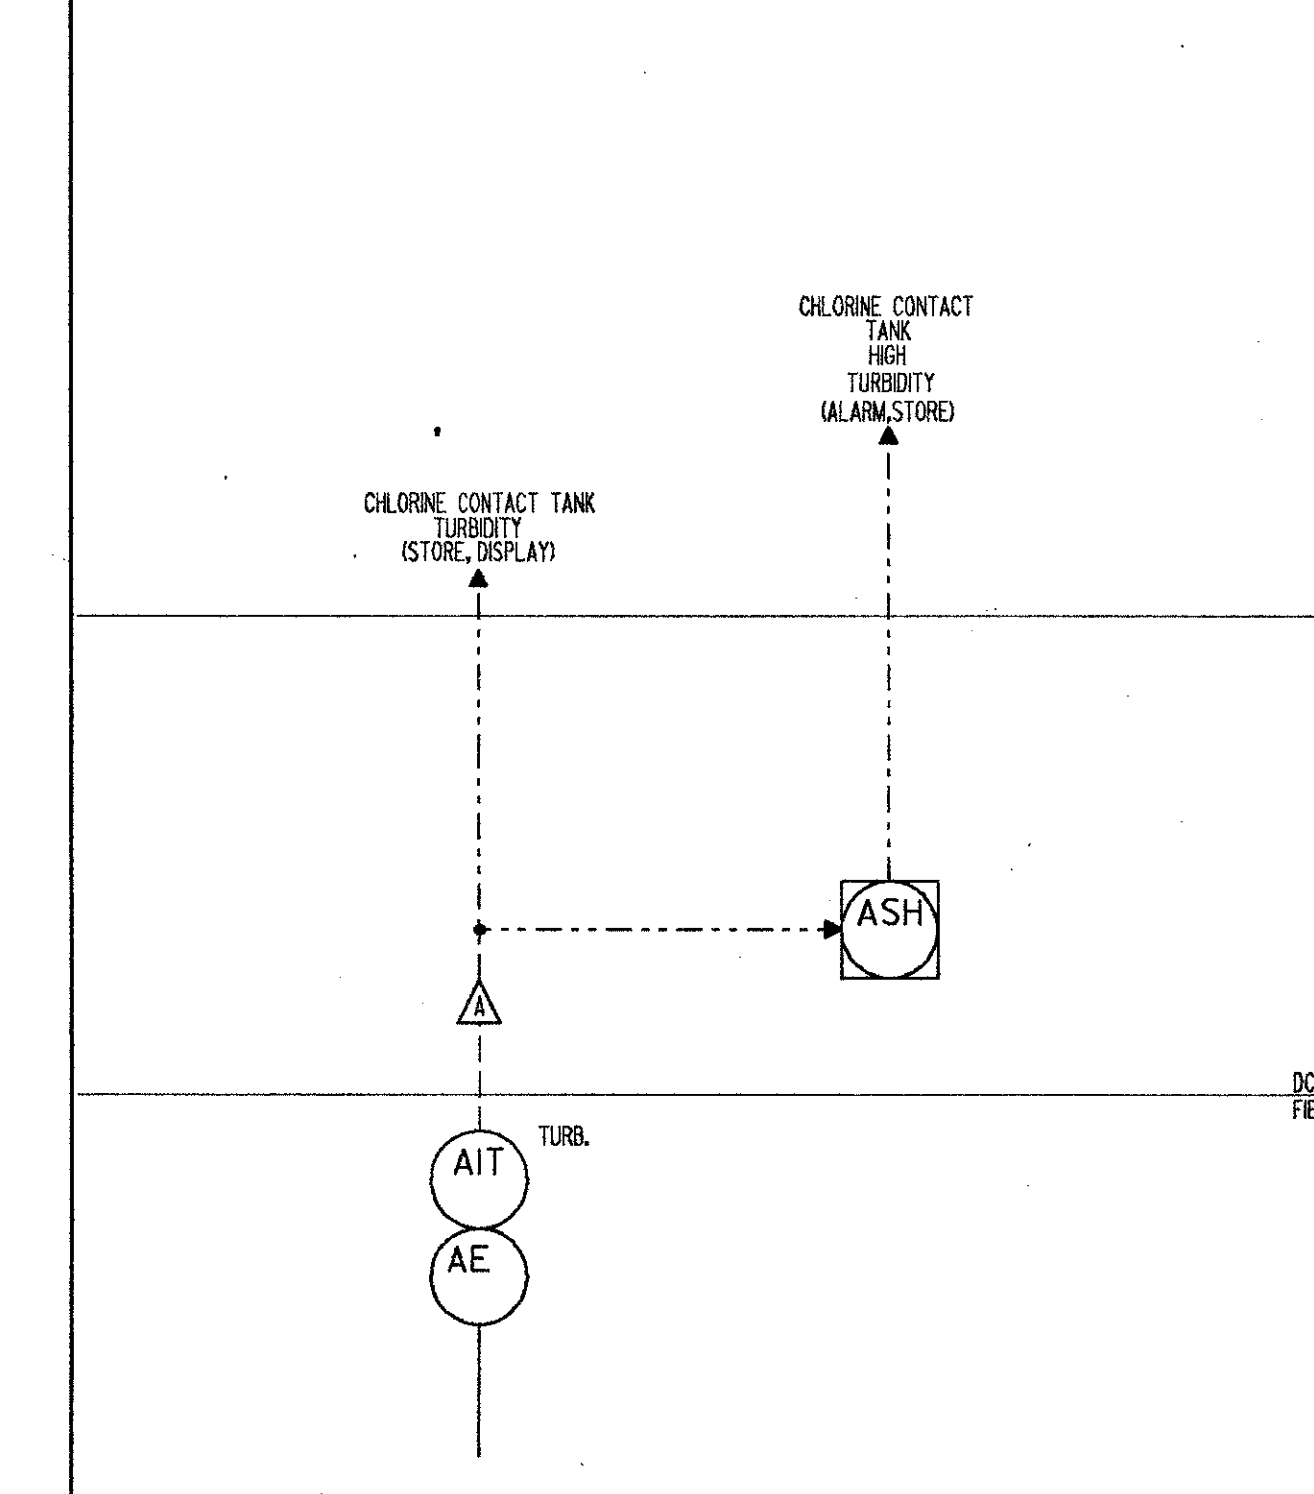 CHLORINE CONTACT
TANK
HIGH
TURBIDITY
(ALARM,STORE)
CHLORINE CONTACT TANK
TURBIDITY
(STORE, DISPLAY)
ASH
A
DC
FIE
TURB.
AIT
AE